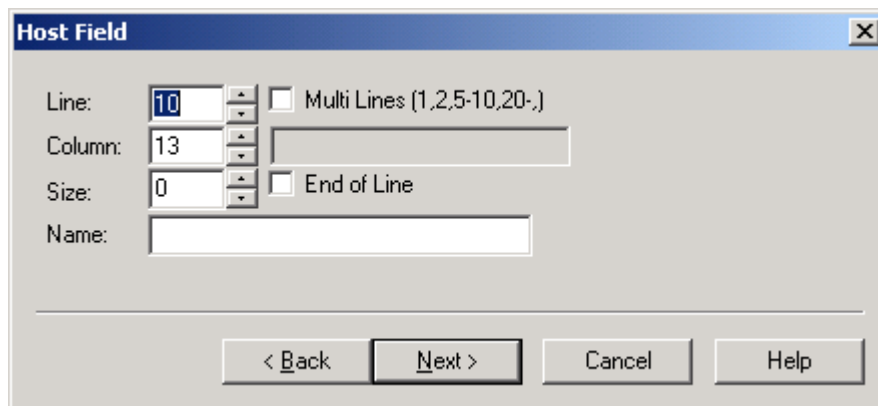 Host Field
Line: 10 Multi Lines (1,2,5-10,20-,)
Column: 13
Size: 0 End of Line
Name:
< Back Next > Cancel Help